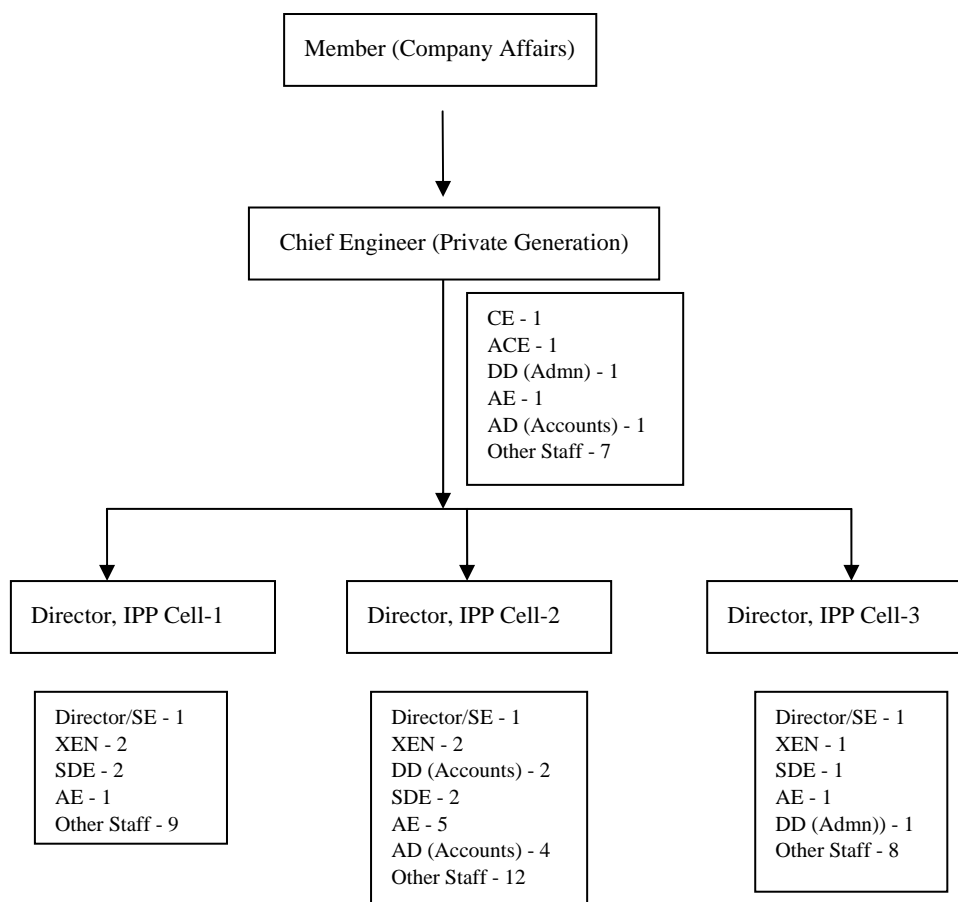 Member (Company Affairs)
Chief Engineer (Private Generation)
CE - 1
ACE - 1
DD (Admn) - 1
AE - 1
AD (Accounts) - 1
Other Staff - 7
Director, IPP Cell-1
Director, IPP Cell-2
Director, IPP Cell-3
Director/SE - 1
XEN - 2
SDE - 2
AE - 1
Other Staff - 9
Director/SE - 1
XEN - 2
DD (Accounts) - 2
SDE - 2
AE - 5
AD (Accounts) - 4
Other Staff - 12
Director/SE - 1
XEN - 1
SDE - 1
AE - 1
DD (Admn)) - 1
Other Staff - 8